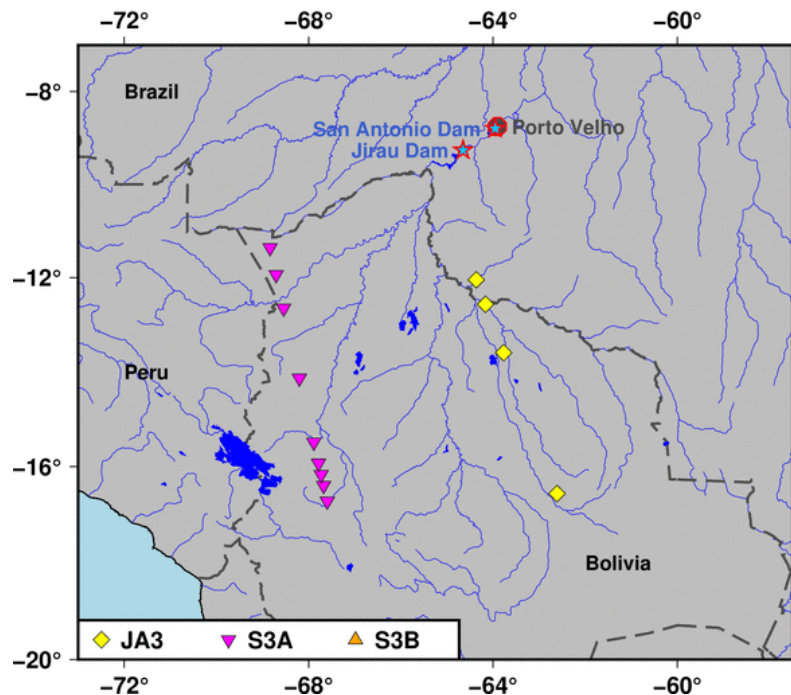 −72° −68° −64° −60°
−8°
Brazil
San Antonio Dam Porto Velho
Jirau Dam
−12°
Peru
−16°
Bolivia
JA3 S3A S3B
−20°
−72° −68° −64° −60°